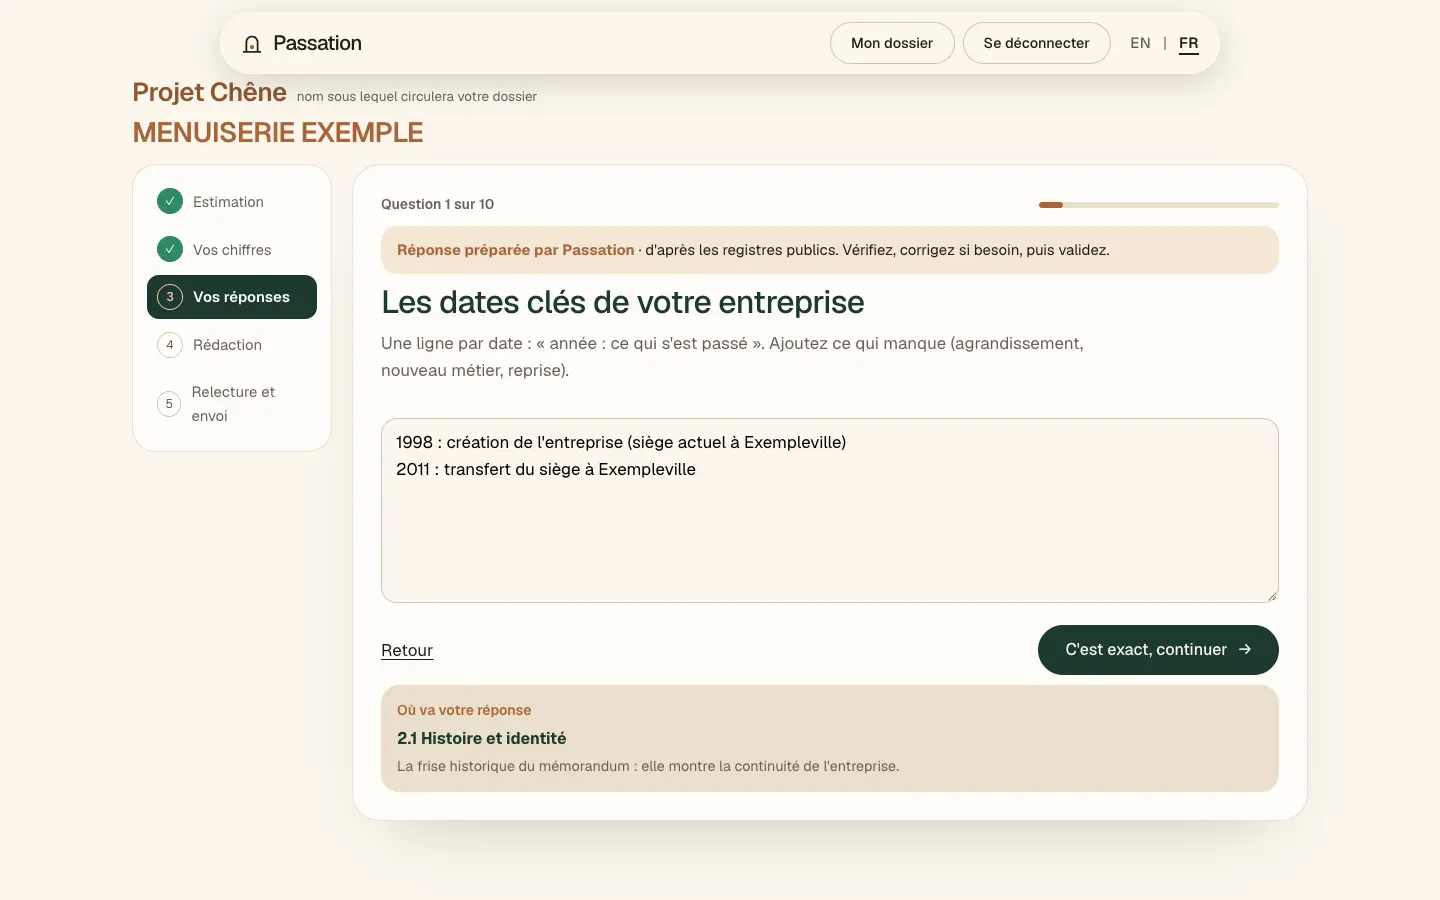 Passation
Mon dossier
Se déconnecter
EN | FR
Projet Chêne nom sous lequel circulera votre dossier
MENUISERIE EXEMPLE
✓ Estimation
✓ Vos chiffres
3 Vos réponses
4 Rédaction
5 Relecture et
envoi
Question 1 sur 10
Réponse préparée par Passation · d'après les registres publics. Vérifiez, corrigez si besoin, puis validez.
Les dates clés de votre entreprise
Une ligne par date : « année : ce qui s'est passé ». Ajoutez ce qui manque (agrandissement,
nouveau métier, reprise).
1998 : création de l'entreprise (siège actuel à Exempleville)
2011 : transfert du siège à Exempleville
Retour
C'est exact, continuer →
Où va votre réponse
2.1 Histoire et identité
La frise historique du mémorandum : elle montre la continuité de l'entreprise.